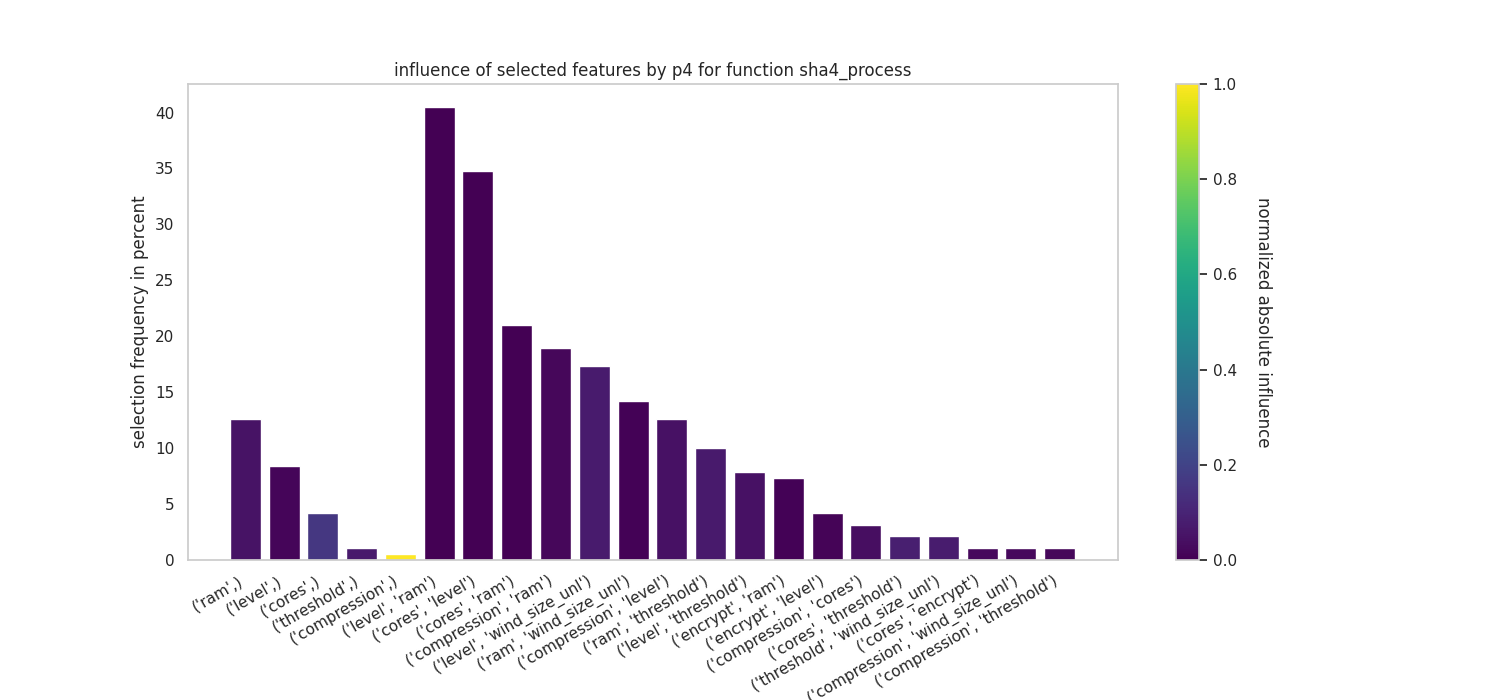 influence of selected features by p4 for function sha4_process
selection frequency in percent
40
35
30
25
20
15
10
5
0
('ram',)
('level',)
('cores',)
('threshold',)
('compression',)
('level', 'ram')
('cores', 'level')
('cores', 'ram')
('compression', 'ram')
('level', 'wind_size_unl')
('ram', 'wind_size_unl')
('compression', 'level')
('ram', 'threshold')
('level', 'threshold')
('encrypt', 'ram')
('encrypt', 'level')
('compression', 'cores')
('cores', 'threshold')
('threshold', 'wind_size_unl')
('cores', 'encrypt')
('compression', 'wind_size_unl')
('compression', 'threshold')
1.0
0.8
0.6
0.4
0.2
0.0
normalized absolute influence